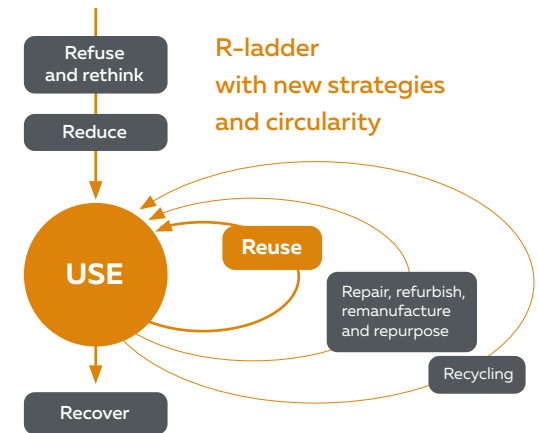 Refuse
and rethink
R-ladder
with new strategies
and circularity
Reduce
USE
Reuse
Repair, refurbish,
remanufacture
and repurpose
Recycling
Recover